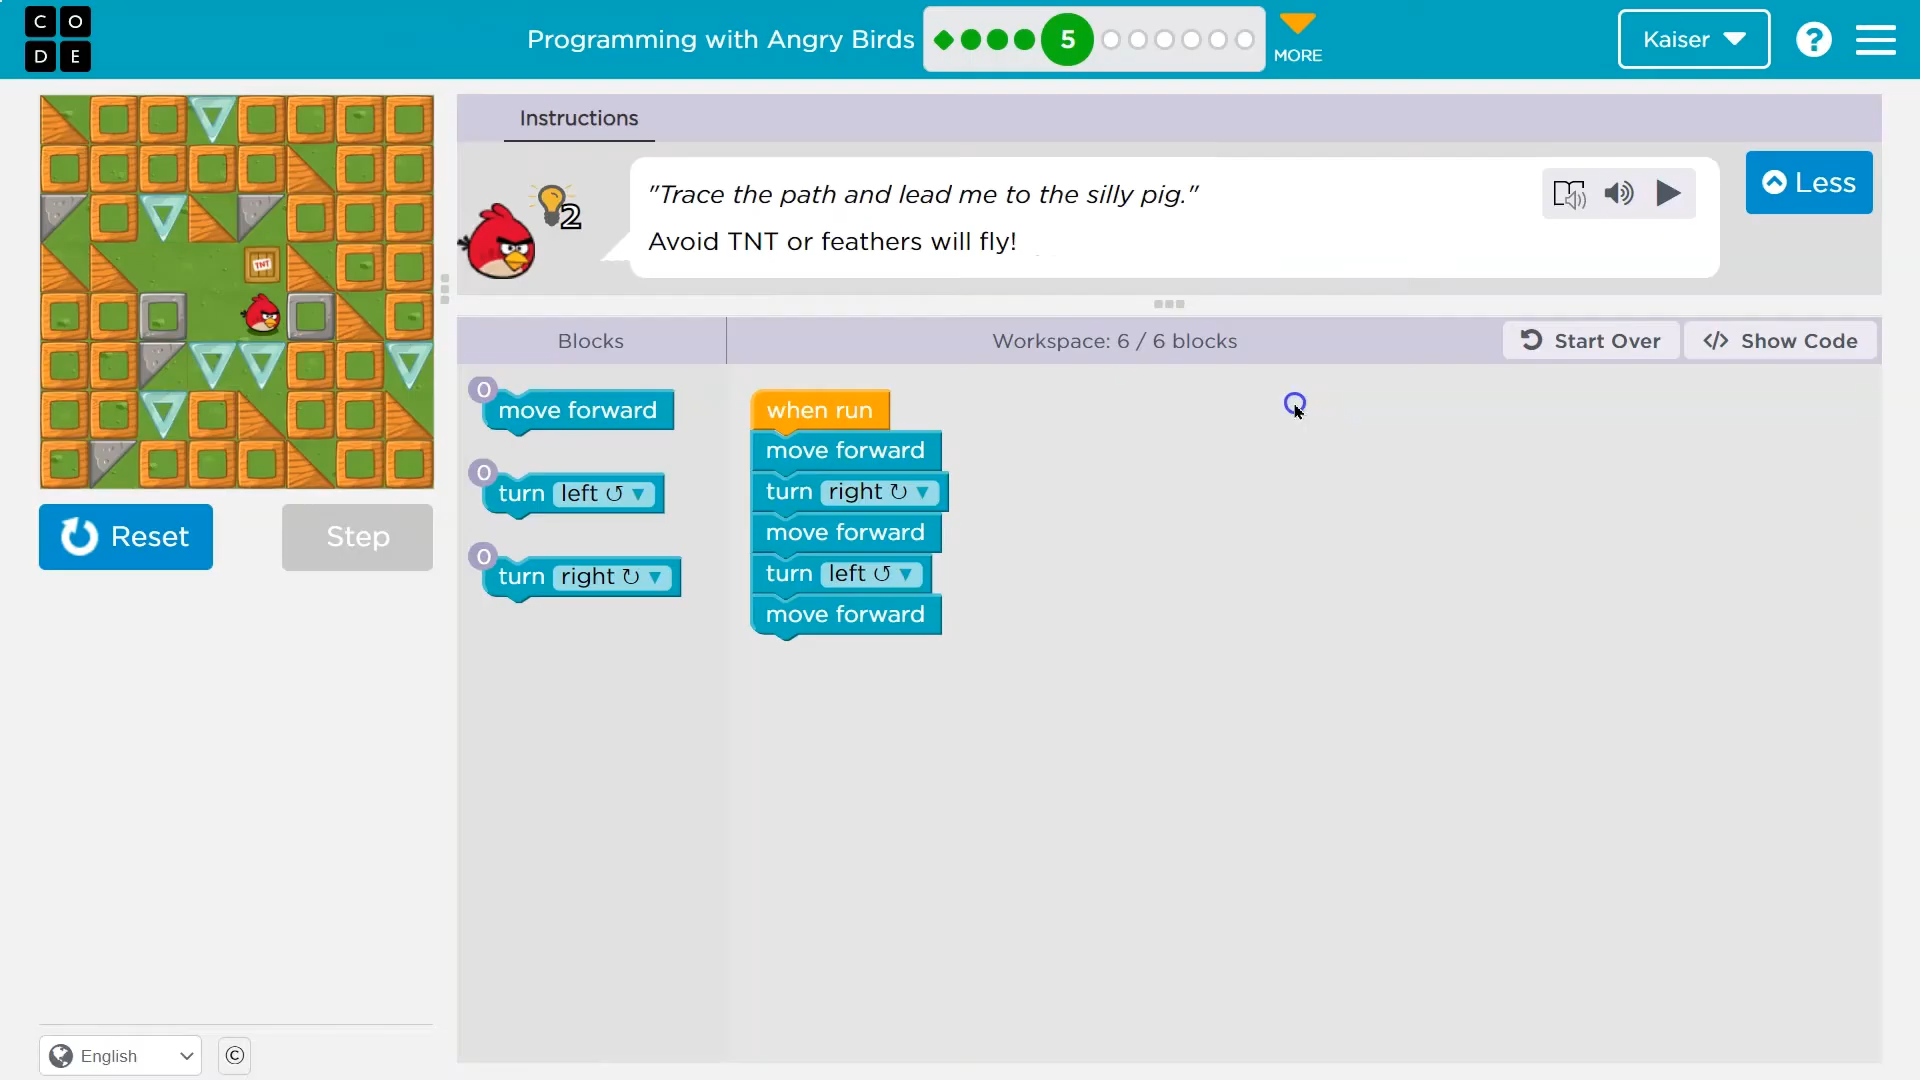 C O
D E
Programming with Angry Birds
5
MORE
Kaiser
?
Instructions
2
"Trace the path and lead me to the silly pig."
Avoid TNT or feathers will fly!
Less
TNT
Blocks
Workspace: 6 / 6 blocks
Start Over
</> Show Code
0
move forward
0
turn left ↺ ▼
0
turn right ↻ ▼
when run
move forward
turn right ↻ ▼
move forward
turn left ↺ ▼
move forward
Reset
Step
English
©